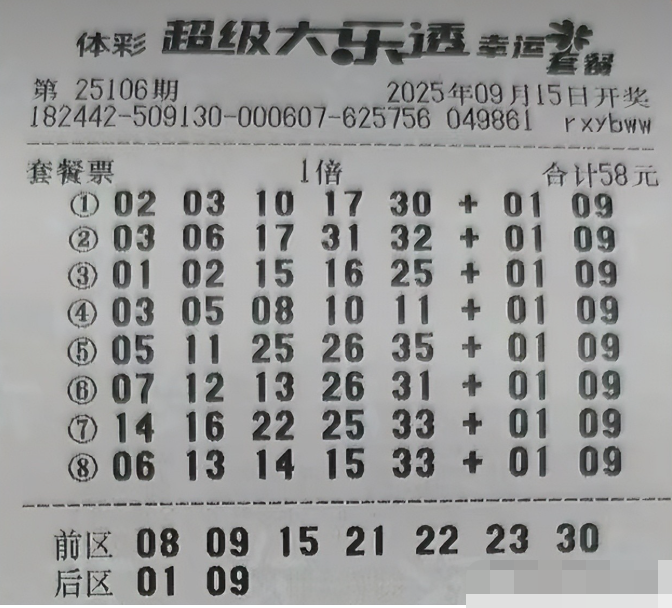 体彩 超级大乐透 幸运套餐
第 25106期 2025年09月15日开奖
182442-509130-000607-625756 049861 rxybww
套餐票 1倍 合计58元
① 02 03 10 17 30 + 01 09
② 03 06 17 31 32 + 01 09
③ 01 02 15 16 25 + 01 09
④ 03 05 08 10 11 + 01 09
⑤ 05 11 25 26 35 + 01 09
⑥ 07 12 13 26 31 + 01 09
⑦ 14 16 22 25 33 + 01 09
⑧ 06 13 14 15 33 + 01 09
前区 08 09 15 21 22 23 30
后区 01 09